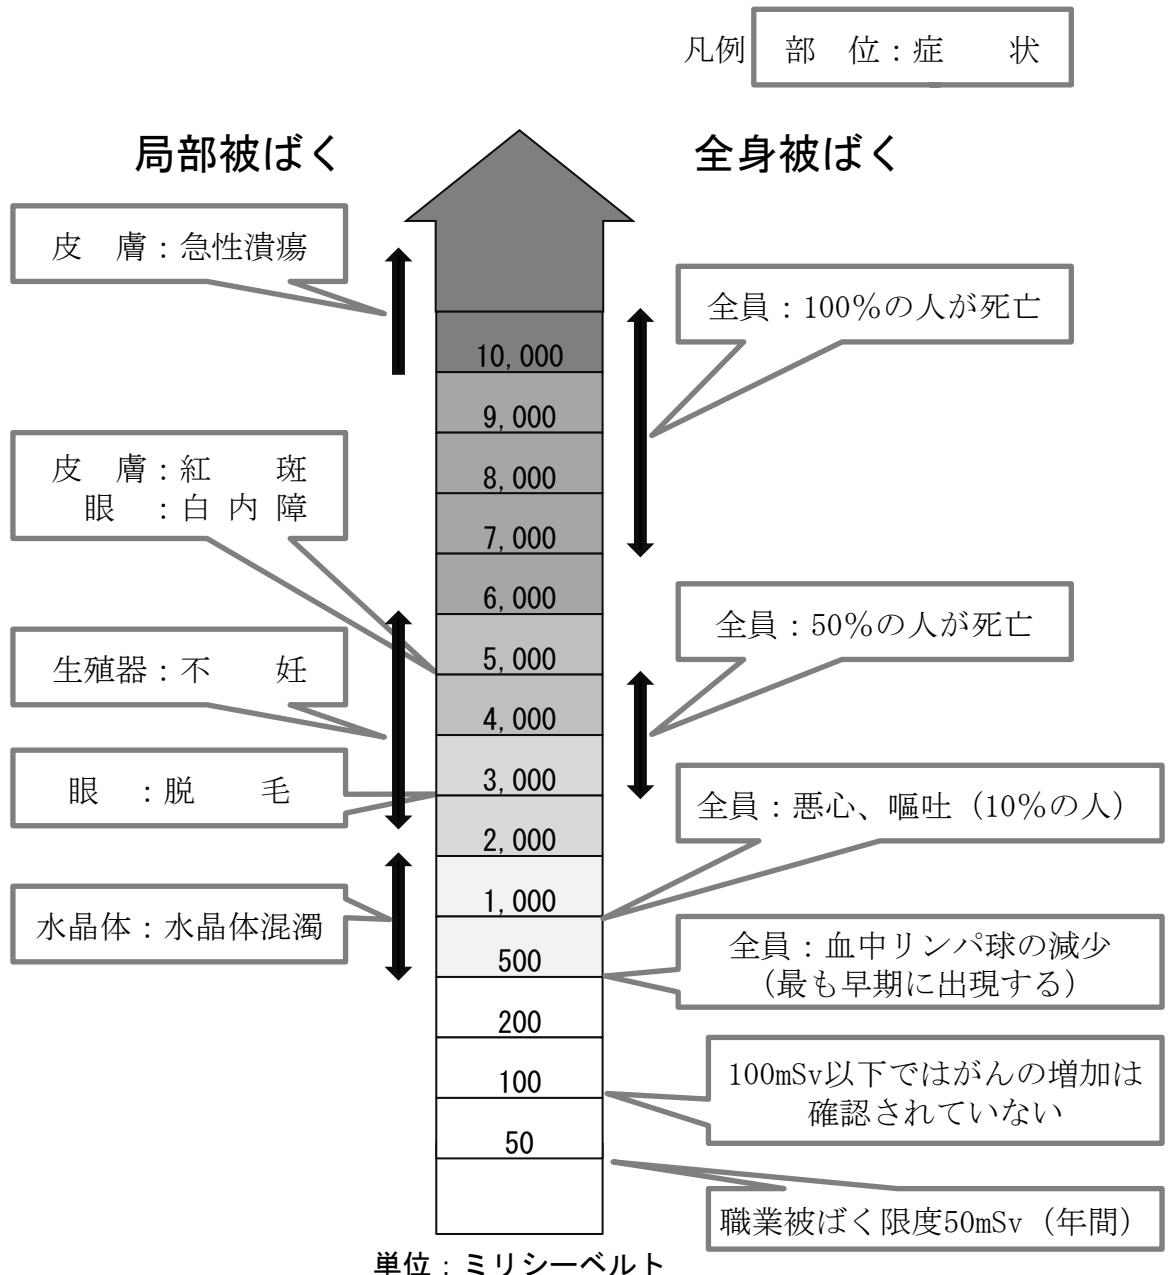 凡例
部 位：症 状
局部被ばく
全身被ばく
皮 膚：急性潰瘍
全員：100％の人が死亡
10,000
9,000
皮 膚：紅 斑
眼 ：白 内 障
8,000
7,000
6,000
全員：50％の人が死亡
生殖器：不 妊
5,000
4,000
眼 ：脱 毛
3,000
全員：悪心、嘔吐（10％の人）
2,000
1,000
水晶体：水晶体混濁
全員：血中リンパ球の減少
（最も早期に出現する）
500
200
100mSv以下ではがんの増加は
確認されていない
100
50
職業被ばく限度50mSv（年間）
単位：ミリシーベルト